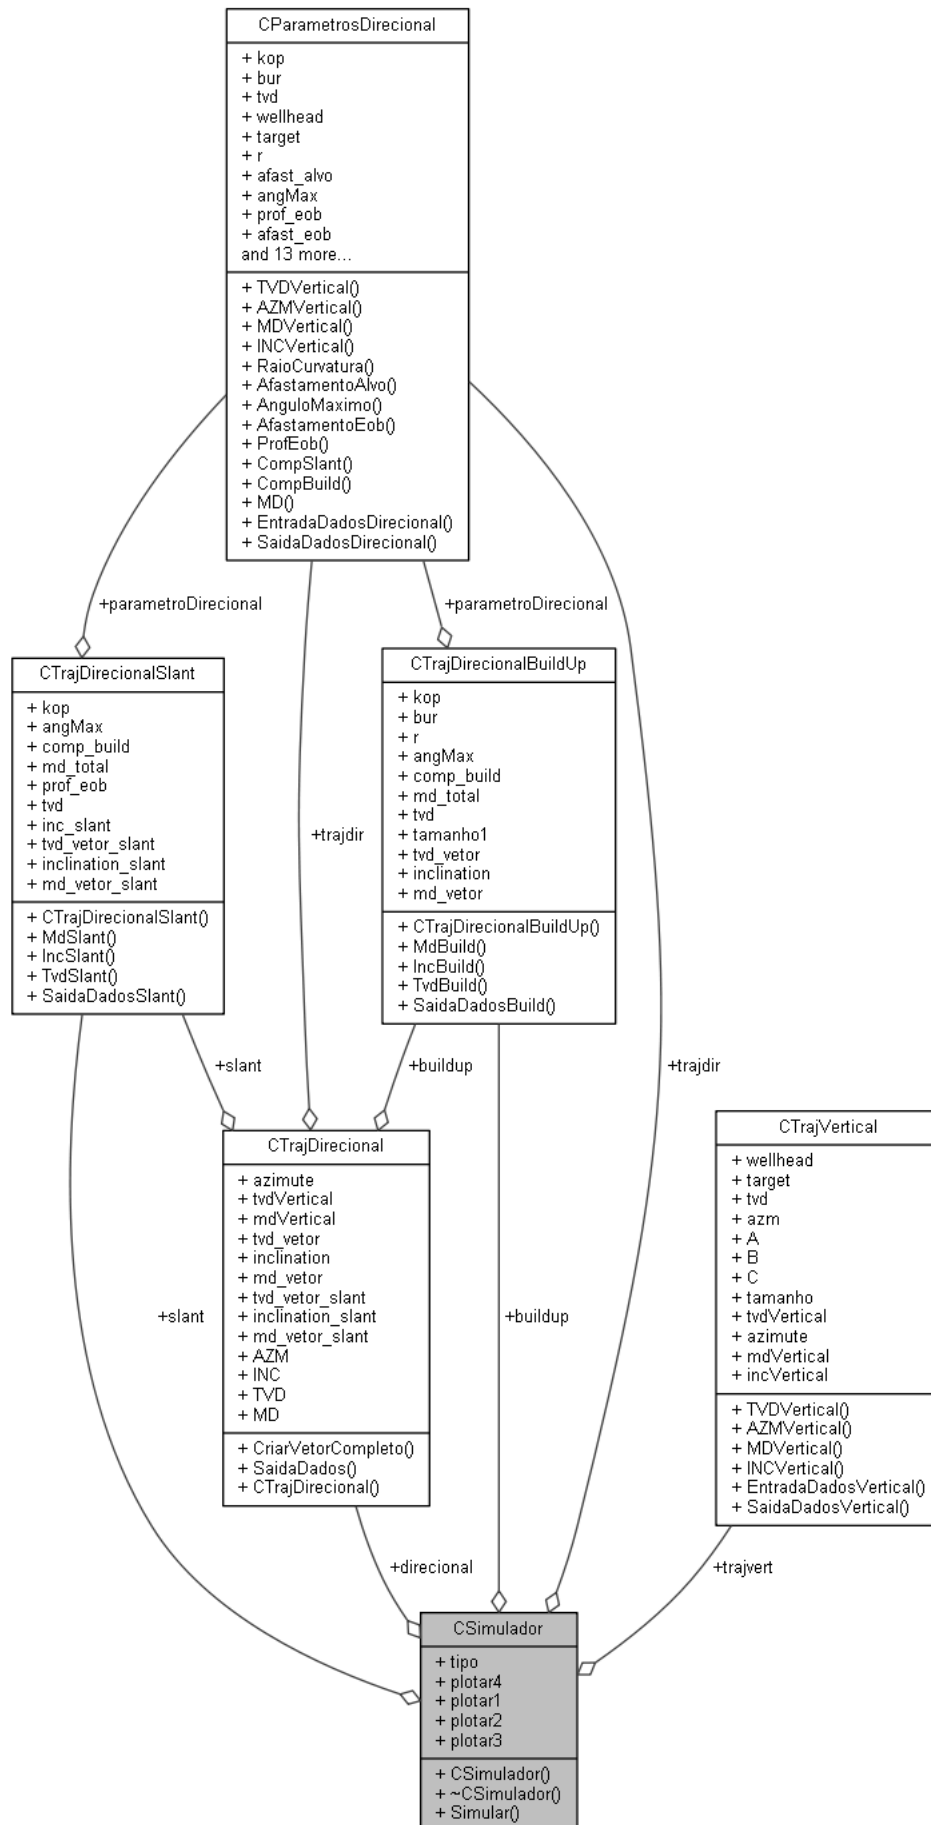 CParametrosDirecional
+ kop
+ bur
+ tvd
+ wellhead
+ target
+ r
+ afast_alvo
+ angMax
+ prof_eob
+ afast_eob
and 13 more...
+ TVDVertical()
+ AZMVertical()
+ MDVertical()
+ INCVertical()
+ RaioCurvatura()
+ AfastamentoAlvo()
+ AnguloMaximo()
+ AfastamentoEob()
+ ProfEob()
+ CompSlant()
+ CompBuild()
+ MD()
+ EntradaDadosDirecional()
+ SaidaDadosDirecional()
+parametroDirecional
+parametroDirecional
CTrajDirecionalSlant
+ kop
+ angMax
+ comp_build
+ md_total
+ prof_eob
+ tvd
+ inc_slant
+ tvd_vetor_slant
+ inclination_slant
+ md_vetor_slant
+ CTrajDirecionalSlant()
+ MdSlant()
+ IncSlant()
+ TvdSlant()
+ SaidaDadosSlant()
+trajdir
CTrajDirecionalBuildUp
+ kop
+ bur
+ r
+ angMax
+ comp_build
+ md_total
+ tvd
+ tamanho1
+ tvd_vetor
+ inclination
+ md_vetor
+ CTrajDirecionalBuildUp()
+ MdBuild()
+ IncBuild()
+ TvdBuild()
+ SaidaDadosBuild()
+slant
+buildup
+trajdir
CTrajDirecional
+ azimute
+ tvdVertical
+ mdVertical
+ tvd_vetor
+ inclination
+ md_vetor
+ tvd_vetor_slant
+ inclination_slant
+ md_vetor_slant
+ AZM
+ INC
+ TVD
+ MD
+ CriarVetorCompleto()
+ SaidaDados()
+ CTrajDirecional()
+slant
+buildup
CTrajVertical
+ wellhead
+ target
+ tvd
+ azm
+ A
+ B
+ C
+ tamanho
+ tvdVertical
+ azimute
+ mdVertical
+ incVertical
+ TVDVertical()
+ AZMVertical()
+ MDVertical()
+ INCVertical()
+ EntradaDadosVertical()
+ SaidaDadosVertical()
+direcional
+trajvert
CSimulador
+ tipo
+ plotar4
+ plotar1
+ plotar2
+ plotar3
+ CSimulador()
+ ~CSimulador()
+ Simular()